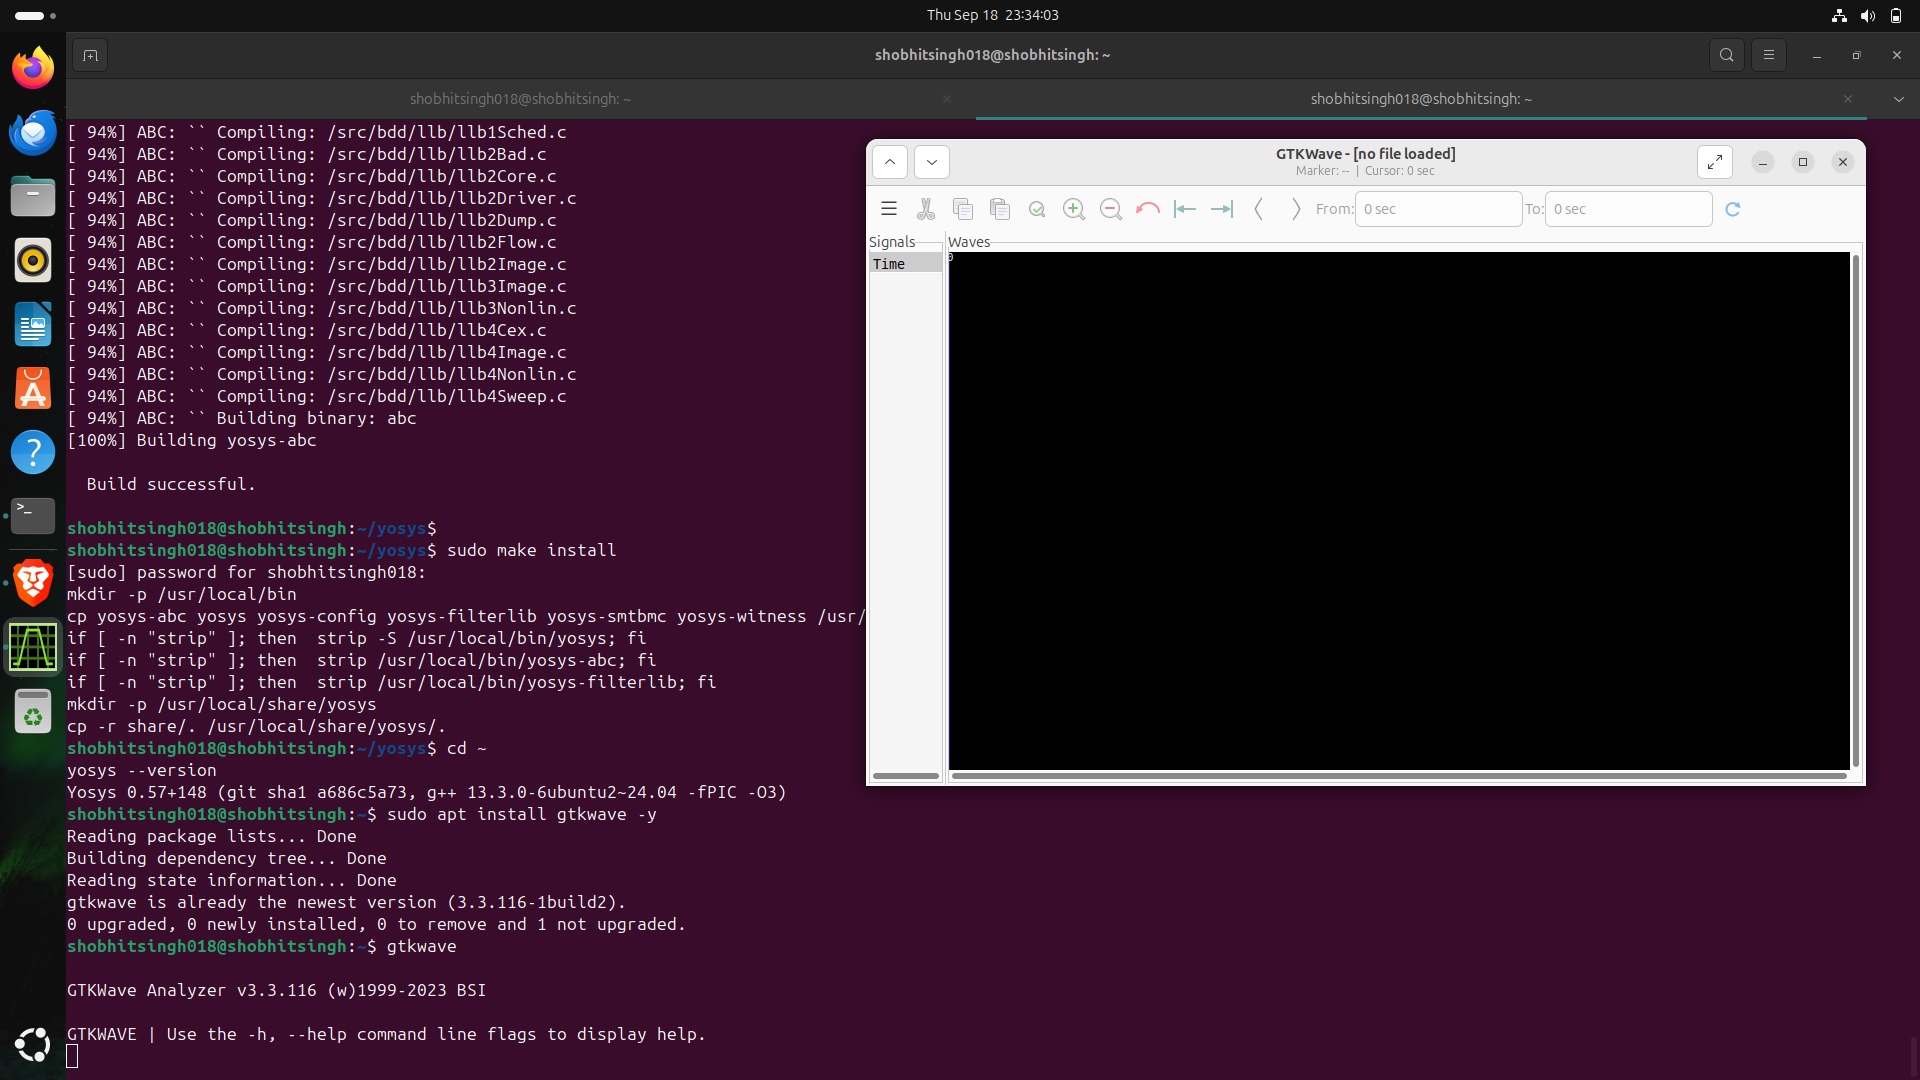 Thu Sep 18 23:34:03
shobhitsingh018@shobhitsingh: ~
shobhitsingh018@shobhitsingh: ~
shobhitsingh018@shobhitsingh: ~
[ 94%] ABC: `` Compiling: /src/bdd/llb/llb1Sched.c
[ 94%] ABC: `` Compiling: /src/bdd/llb/llb2Bad.c
[ 94%] ABC: `` Compiling: /src/bdd/llb/llb2Core.c
[ 94%] ABC: `` Compiling: /src/bdd/llb/llb2Driver.c
[ 94%] ABC: `` Compiling: /src/bdd/llb/llb2Dump.c
[ 94%] ABC: `` Compiling: /src/bdd/llb/llb2Flow.c
[ 94%] ABC: `` Compiling: /src/bdd/llb/llb2Image.c
[ 94%] ABC: `` Compiling: /src/bdd/llb/llb3Image.c
[ 94%] ABC: `` Compiling: /src/bdd/llb/llb3Nonlin.c
[ 94%] ABC: `` Compiling: /src/bdd/llb/llb4Cex.c
[ 94%] ABC: `` Compiling: /src/bdd/llb/llb4Image.c
[ 94%] ABC: `` Compiling: /src/bdd/llb/llb4Nonlin.c
[ 94%] ABC: `` Compiling: /src/bdd/llb/llb4Sweep.c
[ 94%] ABC: `` Building binary: abc
[100%] Building yosys-abc
Build successful.
shobhitsingh018@shobhitsingh:~/yosys$
shobhitsingh018@shobhitsingh:~/yosys$ sudo make install
[sudo] password for shobhitsingh018:
mkdir -p /usr/local/bin
cp yosys-abc yosys yosys-config yosys-filterlib yosys-smtbmc yosys-witness /usr/
if [ -n "strip" ]; then  strip -S /usr/local/bin/yosys; fi
if [ -n "strip" ]; then  strip /usr/local/bin/yosys-abc; fi
if [ -n "strip" ]; then  strip /usr/local/bin/yosys-filterlib; fi
mkdir -p /usr/local/share/yosys
cp -r share/. /usr/local/share/yosys/.
shobhitsingh018@shobhitsingh:~/yosys$ cd ~
yosys --version
Yosys 0.57+148 (git sha1 a686c5a73, g++ 13.3.0-6ubuntu2~24.04 -fPIC -O3)
shobhitsingh018@shobhitsingh:~$ sudo apt install gtkwave -y
Reading package lists... Done
Building dependency tree... Done
Reading state information... Done
gtkwave is already the newest version (3.3.116-1build2).
0 upgraded, 0 newly installed, 0 to remove and 1 not upgraded.
shobhitsingh018@shobhitsingh:~$ gtkwave
GTKWave Analyzer v3.3.116 (w)1999-2023 BSI
GTKWAVE | Use the -h, --help command line flags to display help.
GTKWave - [no file loaded]
Marker: -- | Cursor: 0 sec
From: 0 sec To: 0 sec
Signals
Time
Waves
0